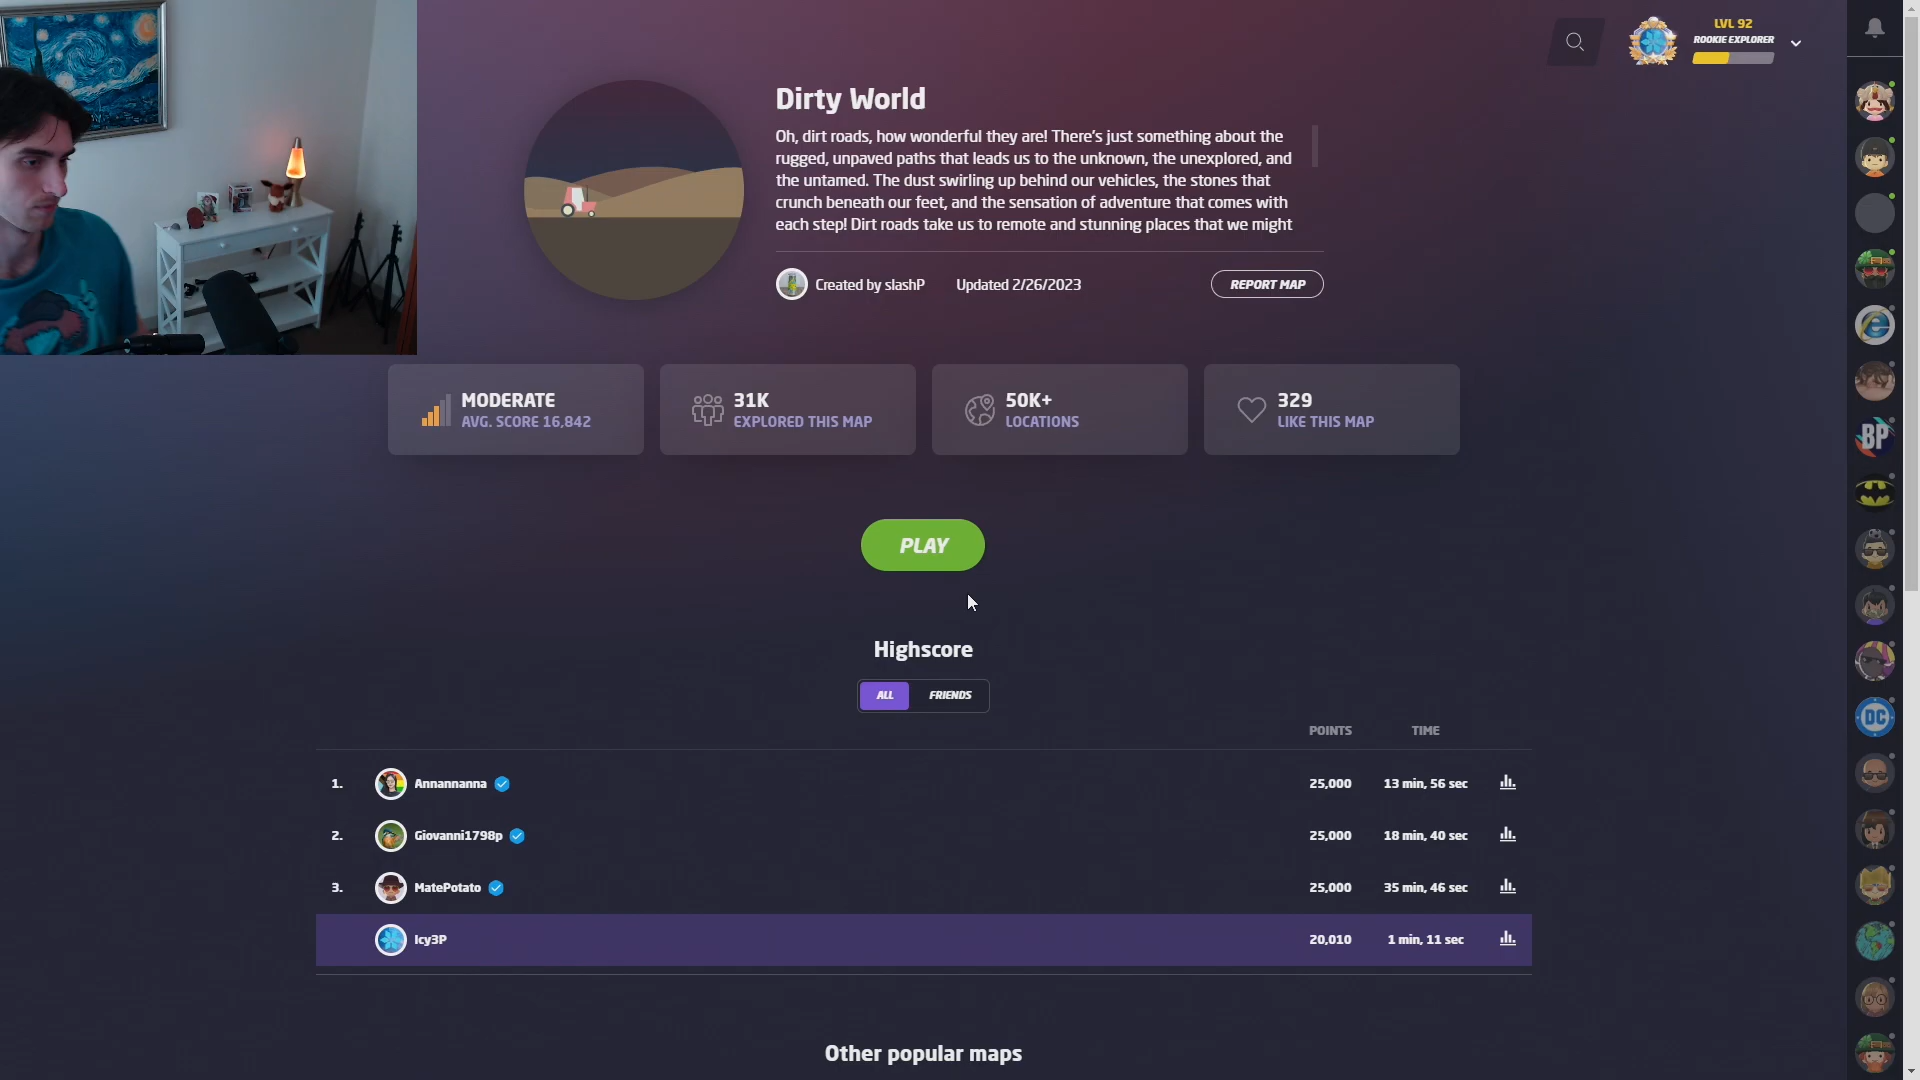 LVL 92
ROOKIE EXPLORER
Dirty World
Oh, dirt roads, how wonderful they are! There's just something about the
rugged, unpaved paths that leads us to the unknown, the unexplored, and
the untamed. The dust swirling up behind our vehicles, the stones that
crunch beneath our feet, and the sensation of adventure that comes with
each step! Dirt roads take us to remote and stunning places that we might
Created by slashP
Updated 2/26/2023
REPORT MAP
MODERATE
AVG. SCORE 16,842
31K
EXPLORED THIS MAP
50K+
LOCATIONS
329
LIKE THIS MAP
PLAY
Highscore
ALL
FRIENDS
POINTS TIME
1. Annannanna 25,000 13 min, 56 sec
2. Giovanni1798p 25,000 18 min, 40 sec
3. MatePotato 25,000 35 min, 46 sec
Icy3P 20,010 1 min, 11 sec
Other popular maps
BP
DC